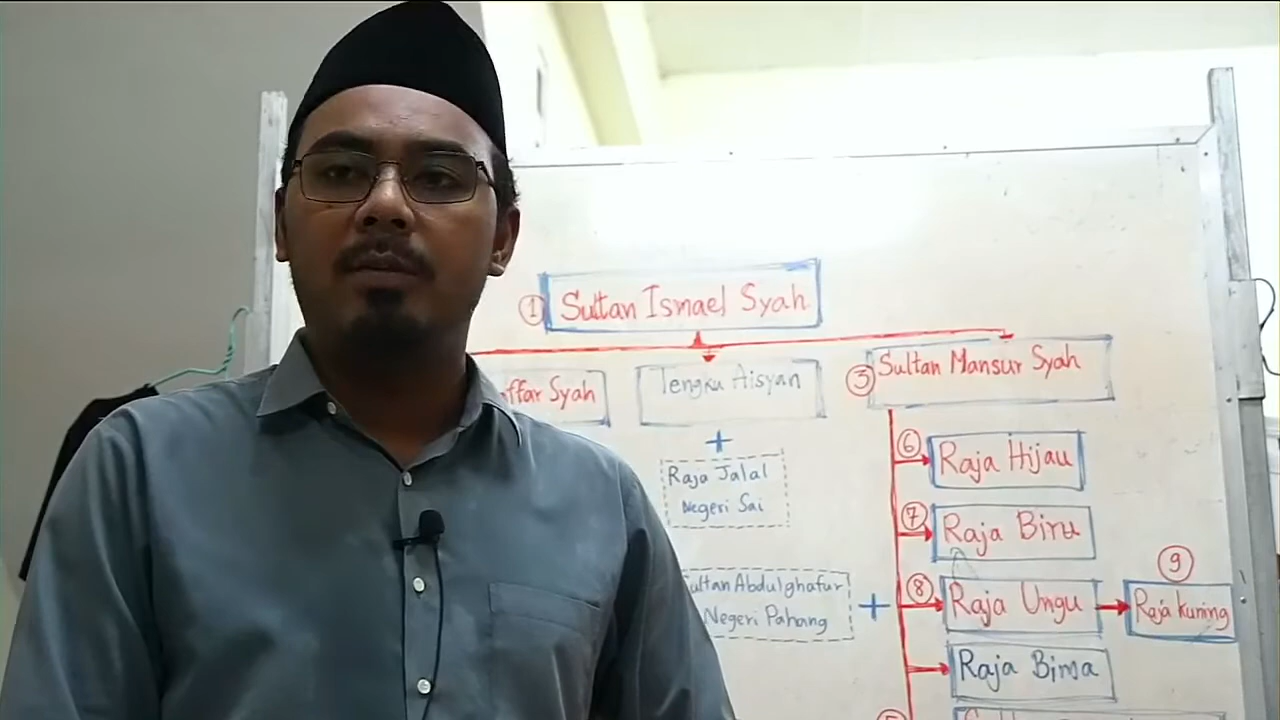 ① Sultan Ismael Syah
ffar Syah
Tengku Aisyah
③ Sultan Mansur Syah
+
Raja Jalal
Negeri Sai
⑥ Raja Hijau
⑦ Raja Biru
ultan Abdulghafur
Negeri Pahang
+
⑧ Raja Ungu
⑨
Raja Kuning
Raja Bima